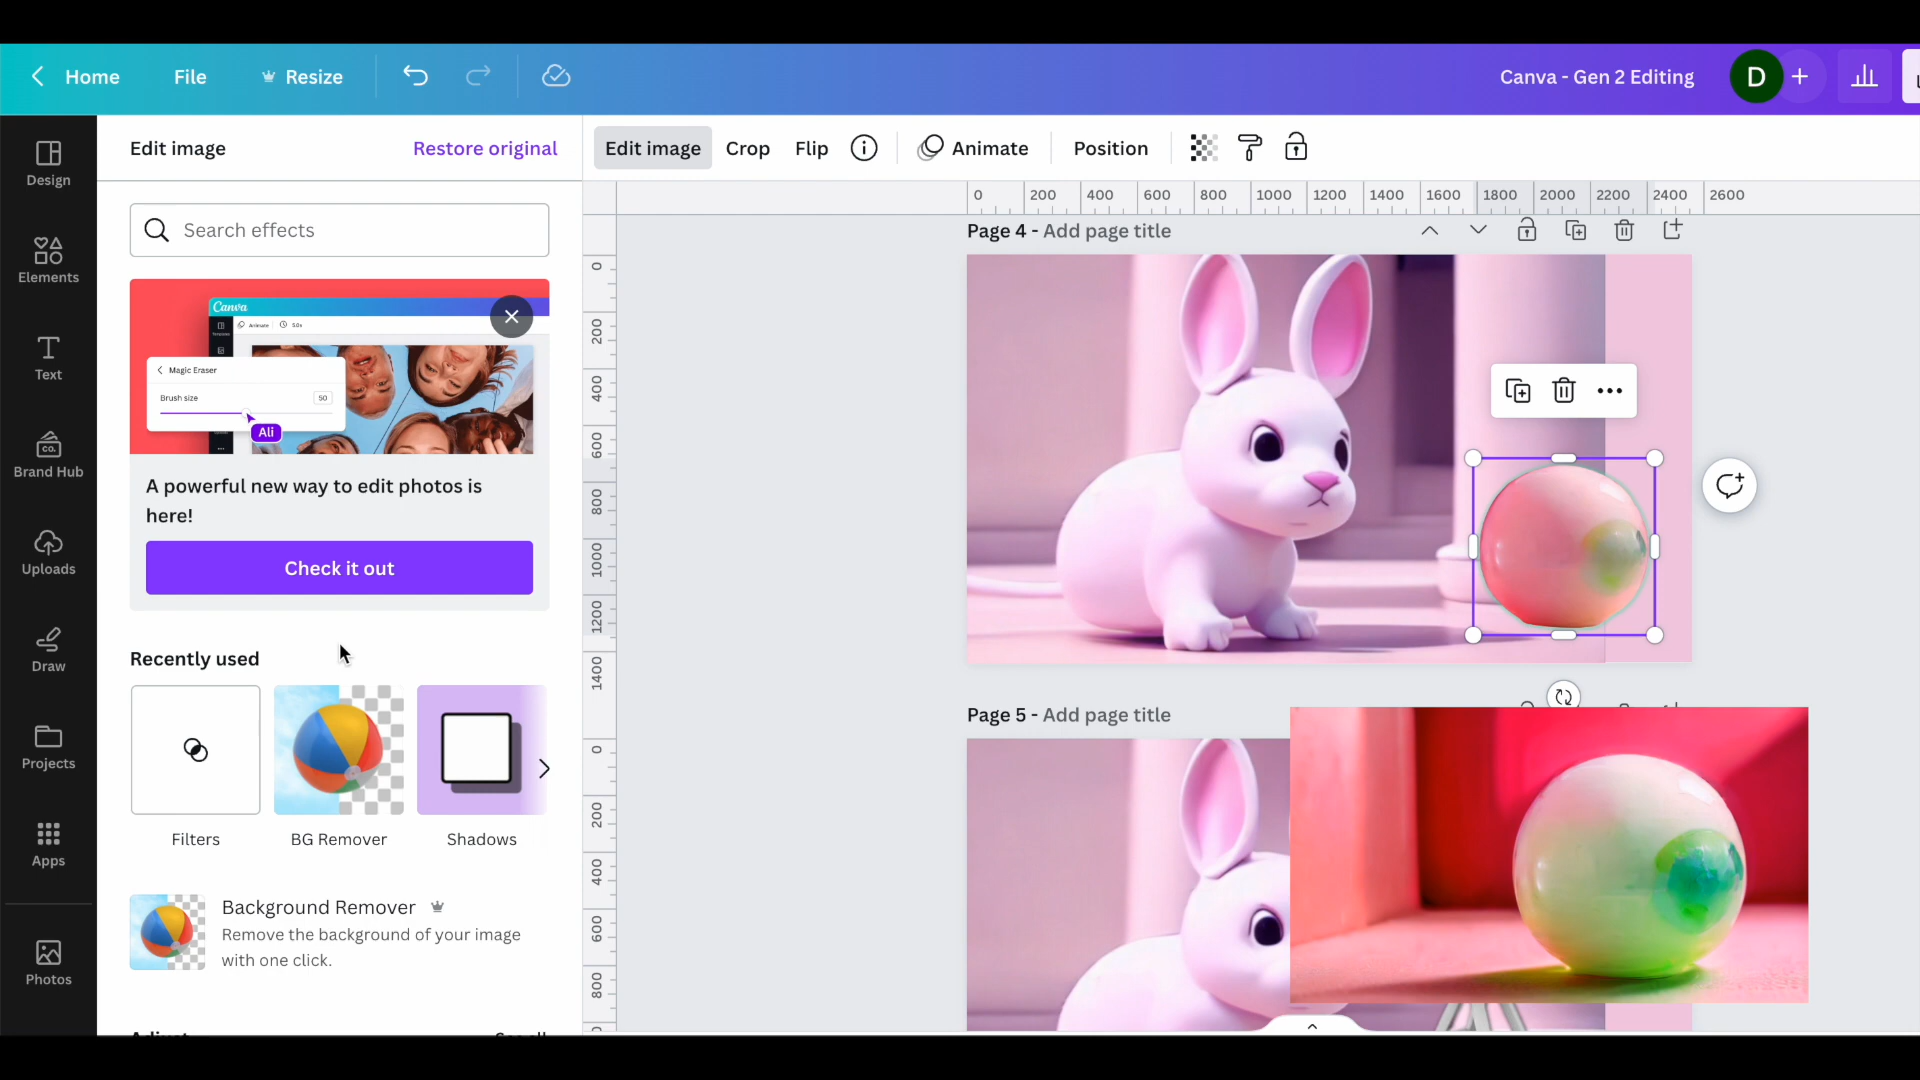 Home
File
Resize
Canva - Gen 2 Editing
D
Design
Elements
Text
Brand Hub
CO.
Uploads
Draw
Projects
Apps
Photos
Edit image
Restore original
Search effects
Canva
Animate
5.0s
Magic Eraser
Brush size
50
Ali
A powerful new way to edit photos is
here!
Check it out
Recently used
Filters
BG Remover
Shadows
Background Remover
Remove the background of your image
with one click.
Edit image
Crop
Flip
Animate
Position
0 200 400 600 800 1000 1200 1400 1600 1800 2000 2200 2400 2600
Page 4 - Add page title
0
200
400
600
800
1000
1200
1400
Page 5 - Add page title
0
200
400
600
800